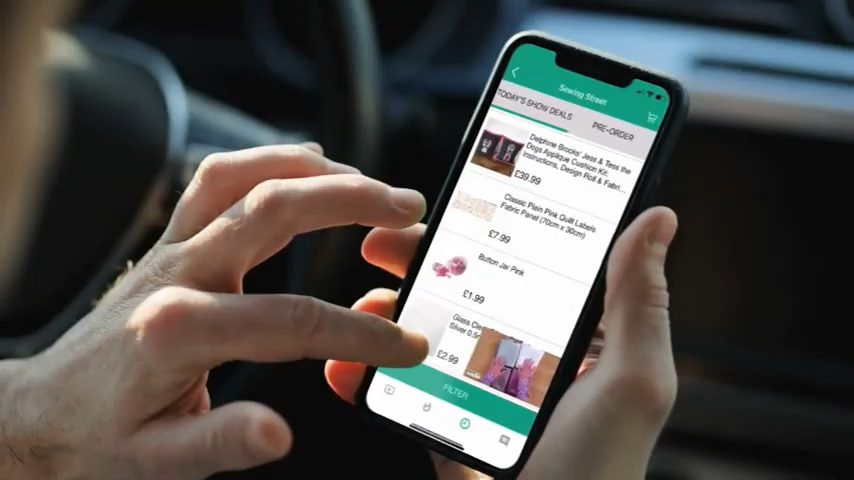 Sewing Street
TODAY'S SHOW DEALS
PRE-ORDER
Delphine Brooks' Jess & Tess the
Dogs Applique Cushion Kit:
Instructions, Design Roll & Fabri...
£39.99
Classic Plain Pink Quilt Labels
Fabric Panel (70cm x 30cm)
£7.99
Button Jar Pink
£1.99
Glass
Silver
£2.99
FILTER